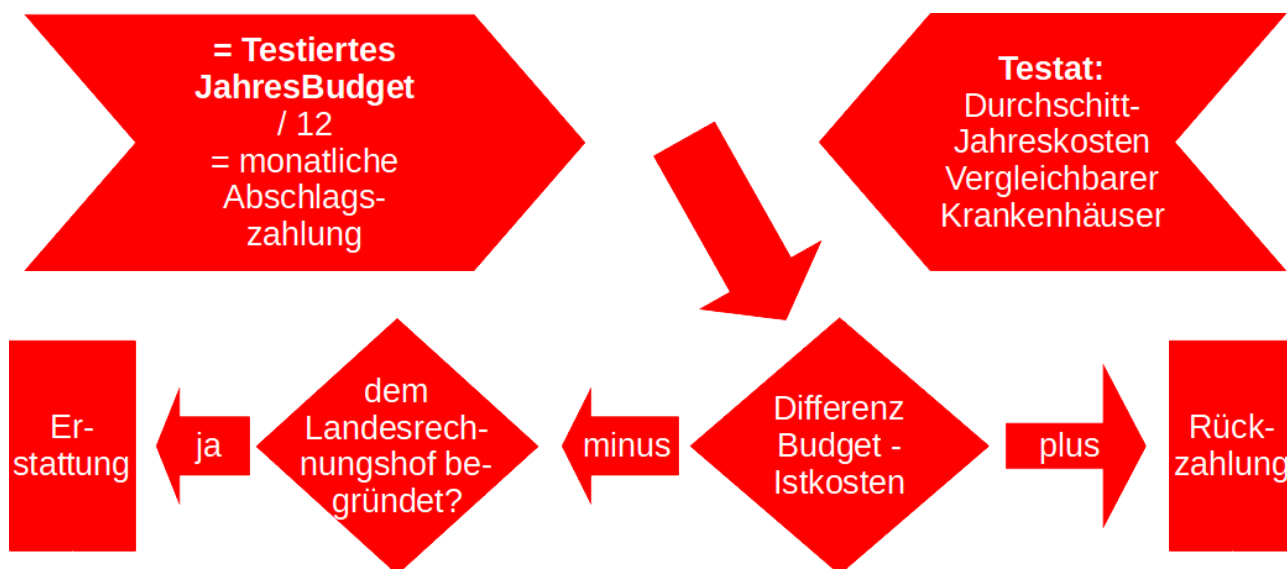 = Testiertes
JahresBudget
/ 12
= monatliche
Abschlags-
zahlung
Testat:
Durchschitt-
Jahreskosten
Vergleichbarer
Krankenhäuser
Er-
stattung
ja
dem
Landesrech-
nungshof be-
gründet?
minus
Differenz
Budget -
Istkosten
plus
Rück-
zahlung